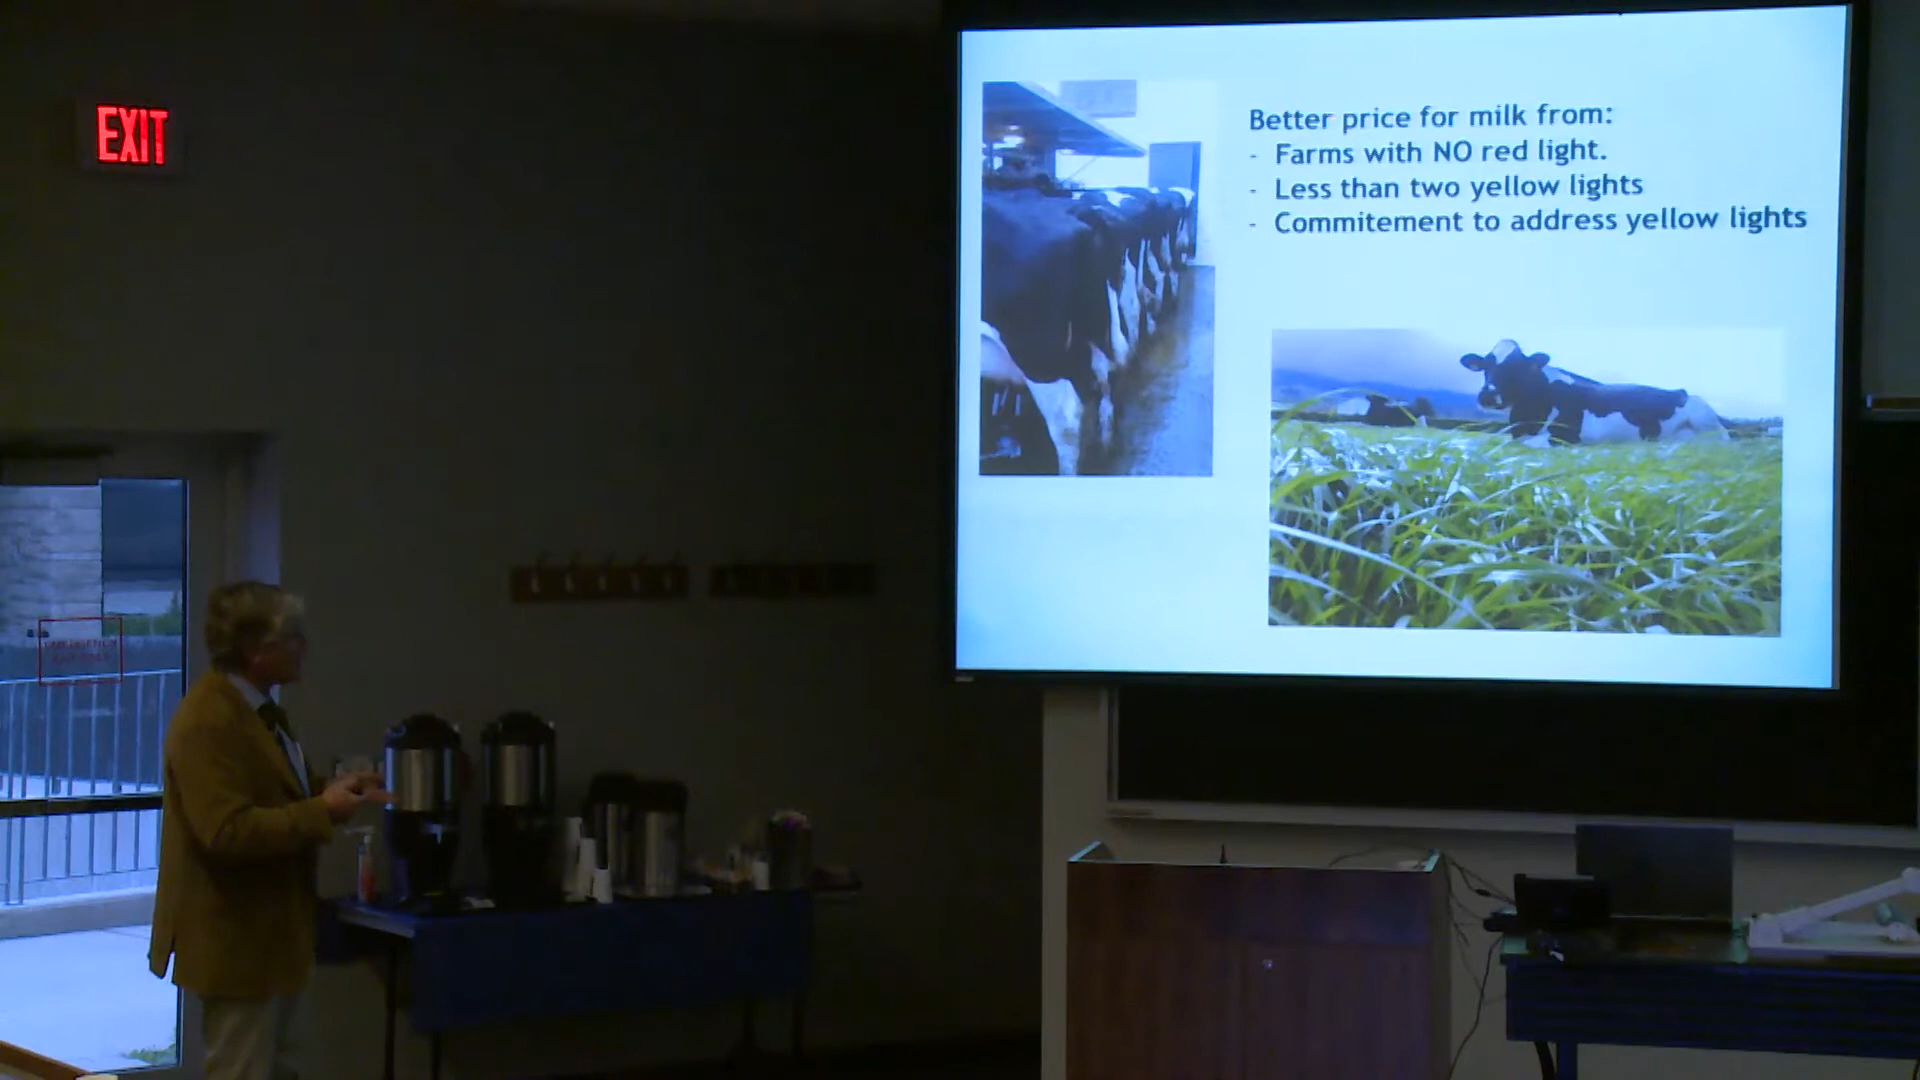 EXIT
Better price for milk from:
- Farms with NO red light.
- Less than two yellow lights
- Commitement to address yellow lights